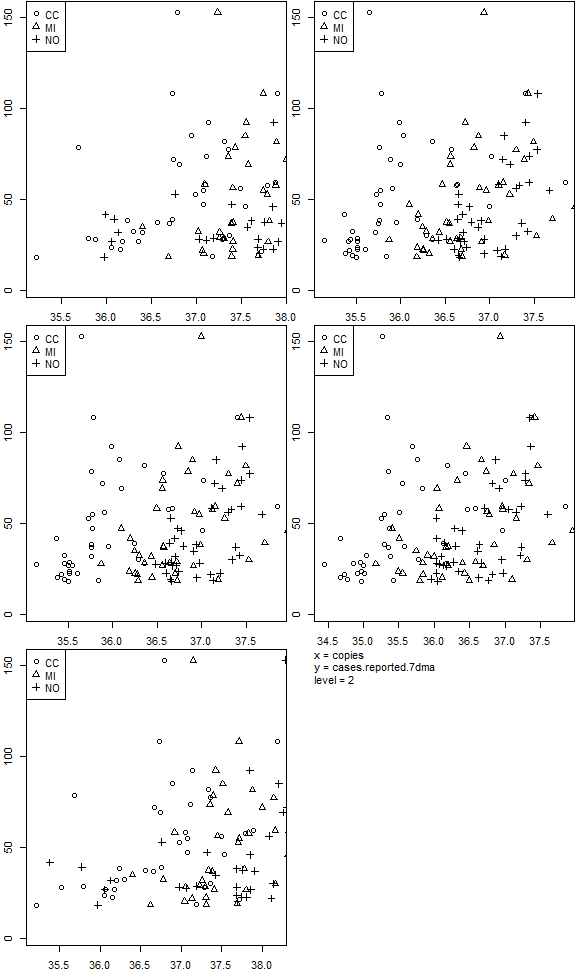 CC
MI
NO
0 50 100 150
35.5 36.0 36.5 37.0 37.5 38.0
CC
MI
NO
0 50 100 150
35.5 36.0 36.5 37.0 37.5
CC
MI
NO
0 50 100 150
35.5 36.0 36.5 37.0 37.5
CC
MI
NO
0 50 100 150
34.5 35.0 35.5 36.0 36.5 37.0 37.5
x = copies
y = cases.reported.7dma
level = 2
CC
MI
NO
0 50 100 150
35.5 36.0 36.5 37.0 37.5 38.0